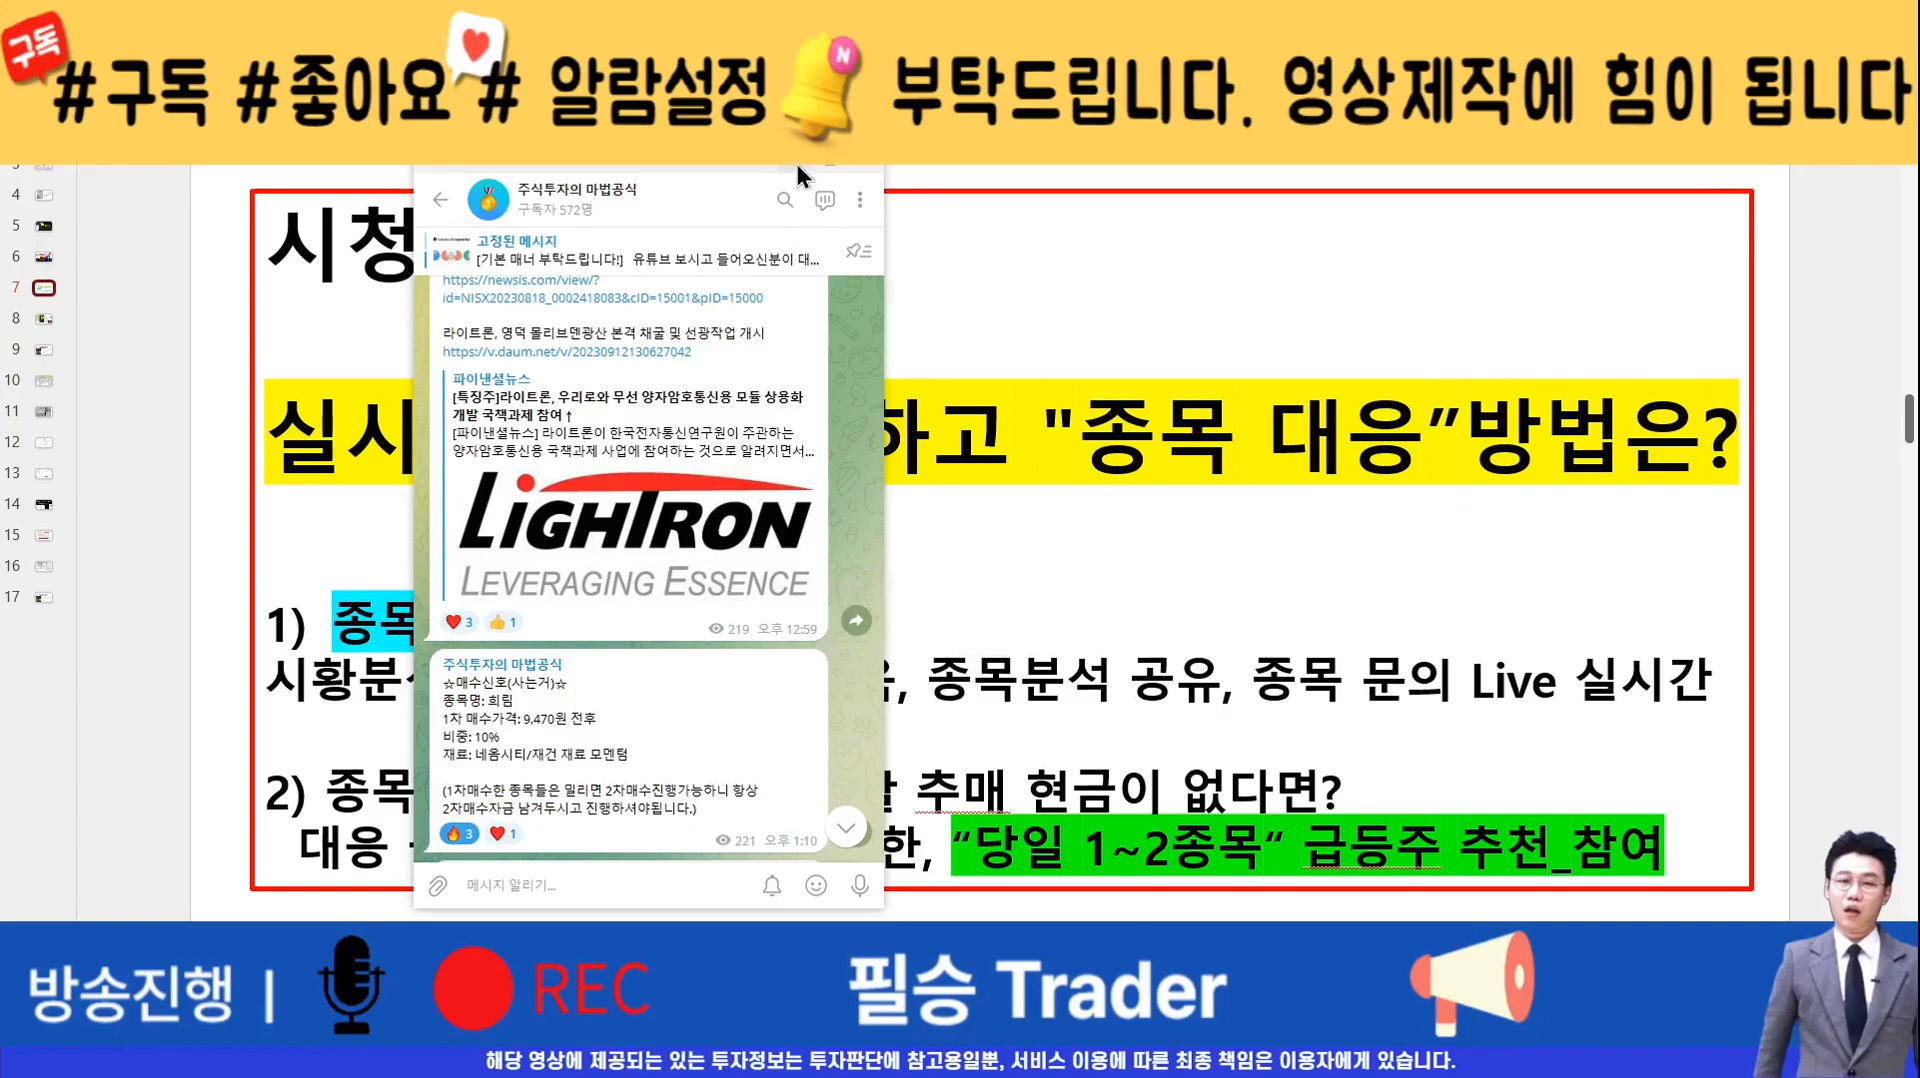 구독
#구독 #좋아요 # 알람설정 N 부탁드립니다. 영상제작에 힘이 됩니다
4
5
6
7
8
9
10
11
12
13
14
15
16
17
시청
실시
하고 "종목 대응”방법은?
1) 종목
시황분
, 종목분석 공유, 종목 문의 Live 실시간
2) 종목
추매 현금이 없다면?
대응
한, “당일 1~2종목“ 급등주 추천_참여
주식투자의 마법공식
구독자 572명
고정된 메시지
[기본 매너 부탁드립니다!] 유튜브 보시고 들어오신분이 대...
https://newsis.com/view/?
id=NISX20230818_0002418083&cID=15001&pID=15000
라이트론, 영덕 몰리브덴광산 본격 채굴 및 선광작업 개시
https://v.daum.net/v/20230912130627042
파이낸셜뉴스
[특징주]라이트론, 우리로와 무선 양자암호통신용 모듈 상용화
개발 국책과제 참여↑
[파이낸셜뉴스] 라이트론이 한국전자통신연구원이 주관하는
양자암호통신용 국책과제 사업에 참여하는 것으로 알려지면서...
LIGHTRON
LEVERAGING ESSENCE
3 1
219 오후 12:59
주식투자의 마법공식
☆매수신호(사는거)☆
종목명: 희림
1차 매수가격: 9,470원 전후
비중: 10%
재료: 네옴시티/재건 재료 모멘텀
(1차매수한 종목들은 밀리면 2차매수진행가능하니 항상
2차매수자금 남겨두시고 진행하셔야됩니다.)
3 1
221 오후 1:10
메시지 알리기...
방송진행 |
REC
필승 Trader
해당 영상에 제공되는 있는 투자정보는 투자판단에 참고용일뿐, 서비스 이용에 따른 최종 책임은 이용자에게 있습니다.